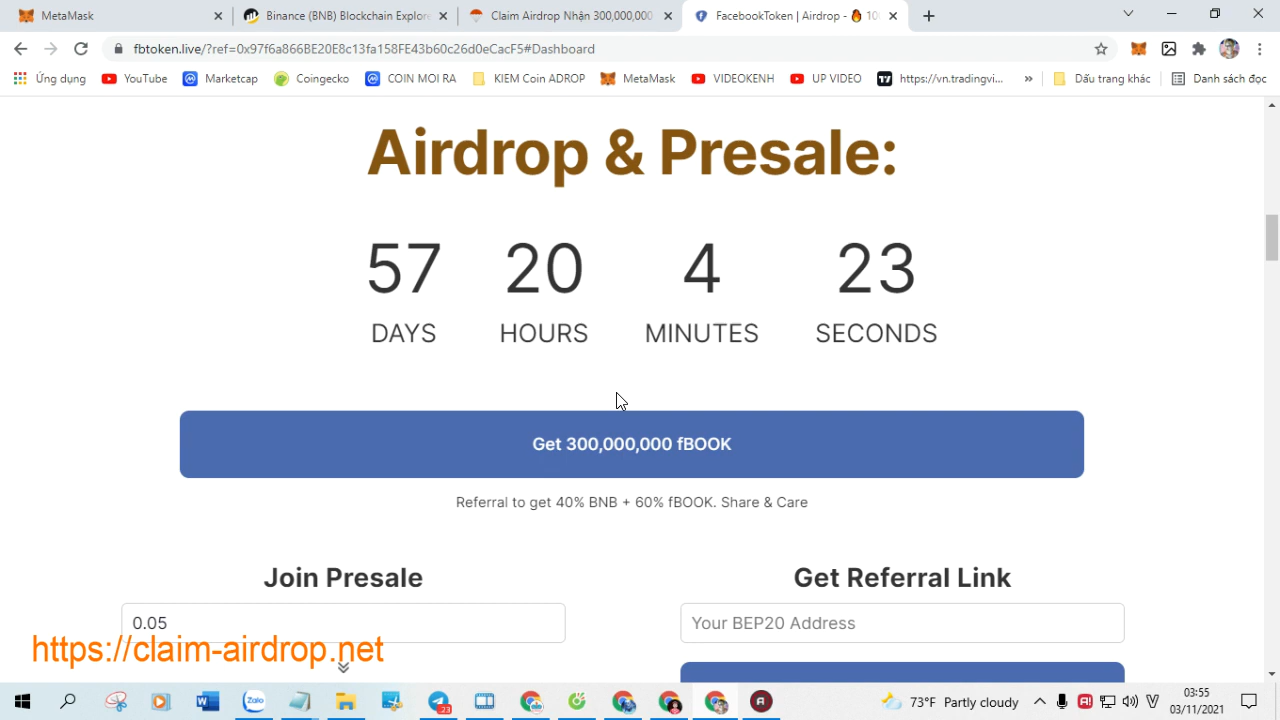 MetaMask
Binance (BNB) Blockchain Explore
Claim Airdrop Nhận 300,000,000
FacebookToken | Airdrop - 🔥 10
fbtoken.live/?ref=0x97f6a866BE20E8c13fa158FE43b60c26d0eCacF5#Dashboard
Ứng dụng
YouTube
Marketcap
Coingecko
COIN MOI RA
KIEM Coin ADROP
MetaMask
VIDEOKENH
UP VIDEO
https://vn.tradingvi...
Dấu trang khác
Danh sách đọc
Airdrop & Presale:
57 20 4 23
DAYS HOURS MINUTES SECONDS
Get 300,000,000 fBOOK
Referral to get 40% BNB + 60% fBOOK. Share & Care
Join Presale
0.05
Get Referral Link
Your BEP20 Address
https://claim-airdrop.net
Zalo
23
73°F Partly cloudy
03:55
03/11/2021